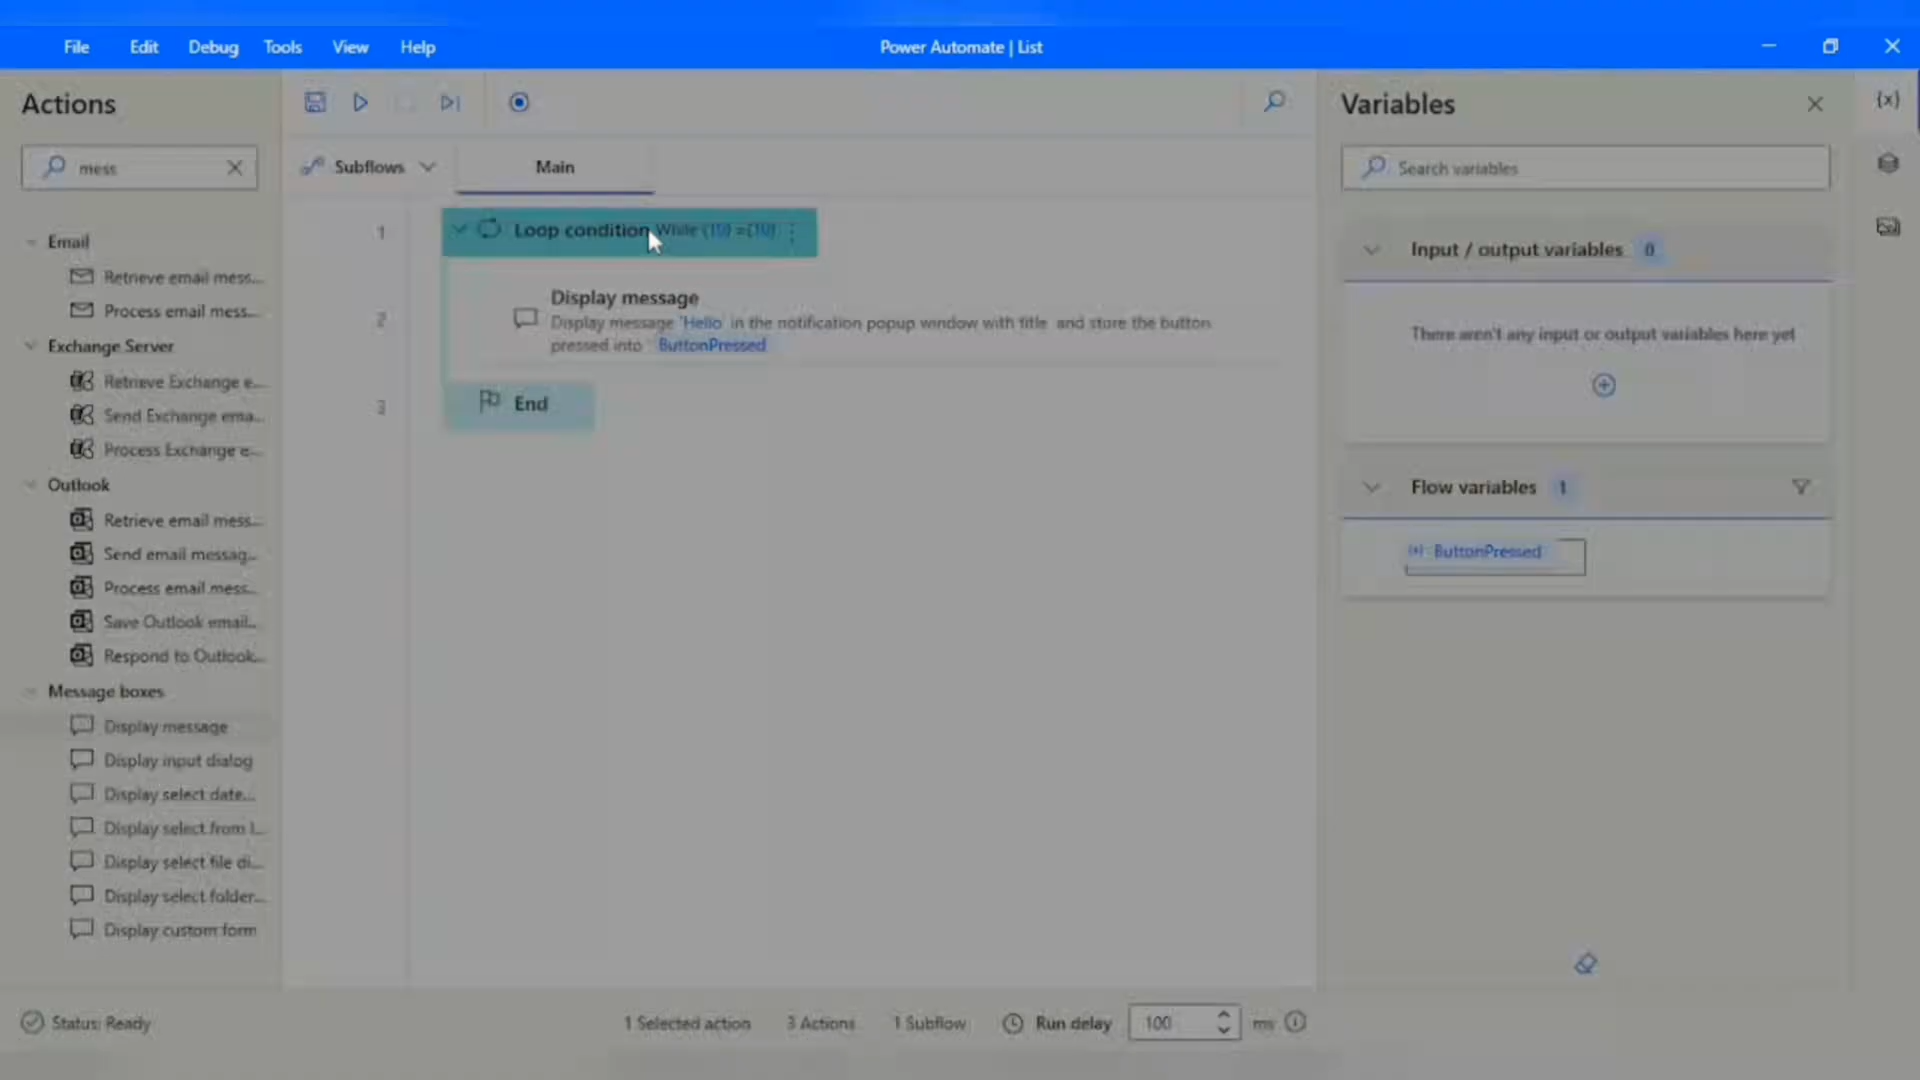 File Edit Debug Tools View Help
Power Automate | List
Actions
mess
Email
Retrieve email mess...
Process email mess...
Exchange Server
Retrieve Exchange e...
Send Exchange ema...
Process Exchange e...
Outlook
Retrieve email mess...
Send email messag...
Process email mess...
Save Outlook email...
Respond to Outlook...
Message boxes
Display message
Display input dialog
Display select date...
Display select from l...
Display select file di...
Display select folder...
Display custom form
Subflows
Main
1
Loop condition While (10) =(10)
2
Display message
Display message 'Hello' in the notification popup window with title and store the button
pressed into ButtonPressed
3
End
Variables
{x}
Search variables
Input / output variables 0
There aren't any input or output variables here yet
Flow variables 1
(x) ButtonPressed
Status: Ready
1 Selected action
3 Actions
1 Subflow
Run delay
100
ms